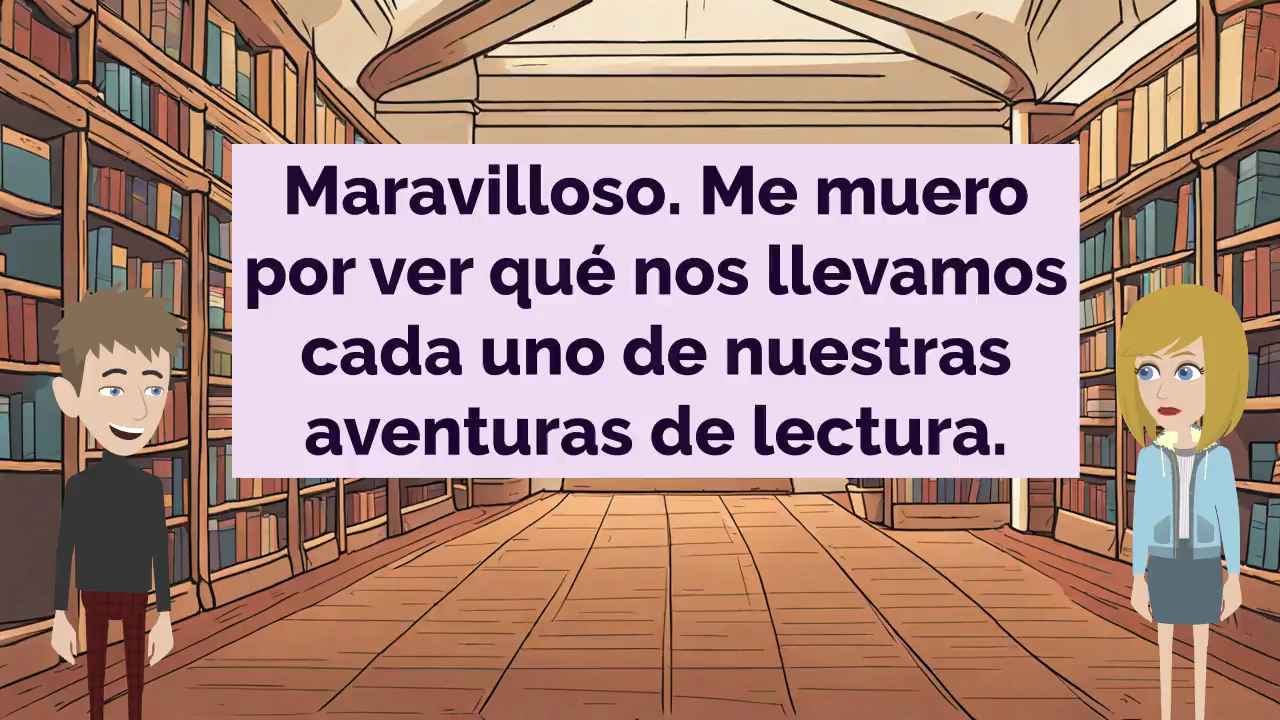 Maravilloso. Me muero
por ver qué nos llevamos
cada uno de nuestras
aventuras de lectura.